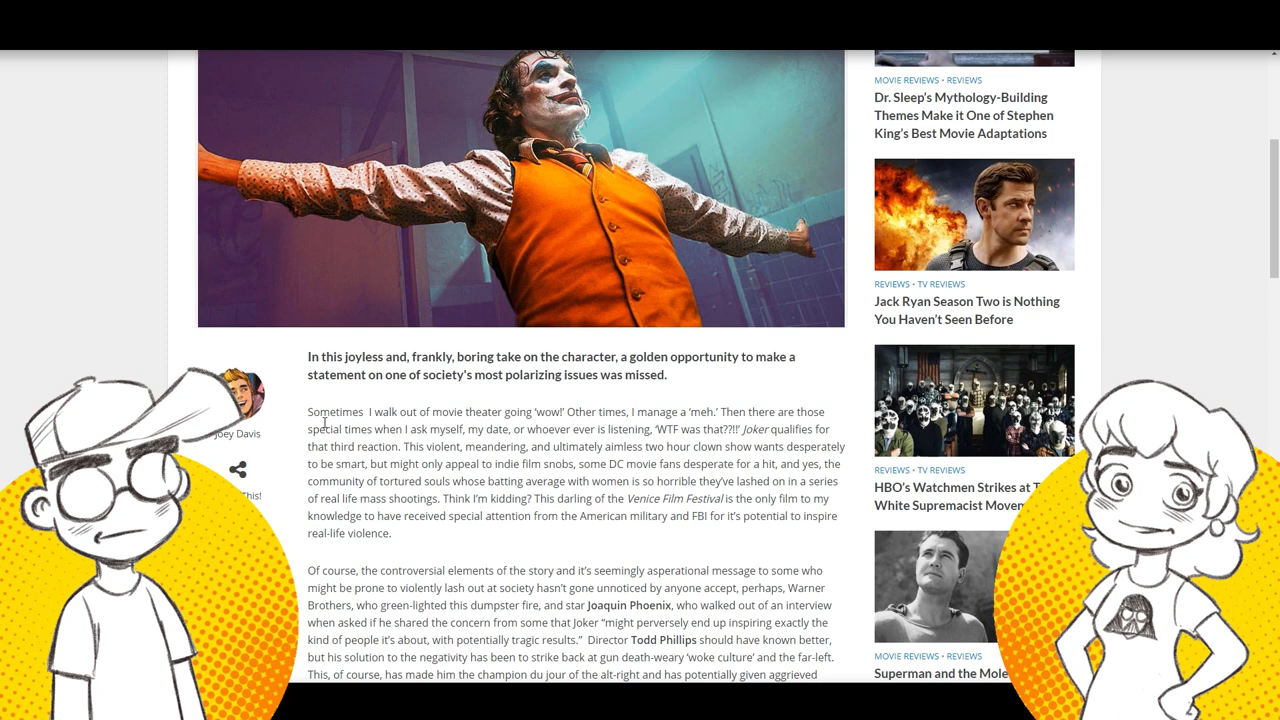 In this joyless and, frankly, boring take on the character, a golden opportunity to make a
statement on one of society's most polarizing issues was missed.
Joey Davis
This!
Sometimes I walk out of movie theater going ‘wow!’ Other times, I manage a ‘meh.’ Then there are those
special times when I ask myself, my date, or whoever ever is listening, ‘WTF was that??!!’ Joker qualifies for
that third reaction. This violent, meandering, and ultimately aimless two hour clown show wants desperately
to be smart, but might only appeal to indie film snobs, some DC movie fans desperate for a hit, and yes, the
community of tortured souls whose batting average with women is so horrible they’ve lashed on in a series
of real life mass shootings. Think I’m kidding? This darling of the Venice Film Festival is the only film to my
knowledge to have received special attention from the American military and FBI for it’s potential to inspire
real-life violence.
Of course, the controversial elements of the story and it’s seemingly asperational message to some who
might be prone to violently lash out at society hasn’t gone unnoticed by anyone accept, perhaps, Warner
Brothers, who green-lighted this dumpster fire, and star Joaquin Phoenix, who walked out of an interview
when asked if he shared the concern from some that Joker “might perversely end up inspiring exactly the
kind of people it’s about, with potentially tragic results.” Director Todd Phillips should have known better,
but his solution to the negativity has been to strike back at gun death-weary ‘woke culture’ and the far-left.
This, of course, has made him the champion du jour of the alt-right and has potentially given aggrieved
MOVIE REVIEWS • REVIEWS
Dr. Sleep’s Mythology-Building
Themes Make it One of Stephen
King’s Best Movie Adaptations
REVIEWS • TV REVIEWS
Jack Ryan Season Two is Nothing
You Haven’t Seen Before
REVIEWS • TV REVIEWS
HBO’s Watchmen Strikes at
White Supremacist
MOVIE REVIEWS • REVIEWS
Superman and the Mole